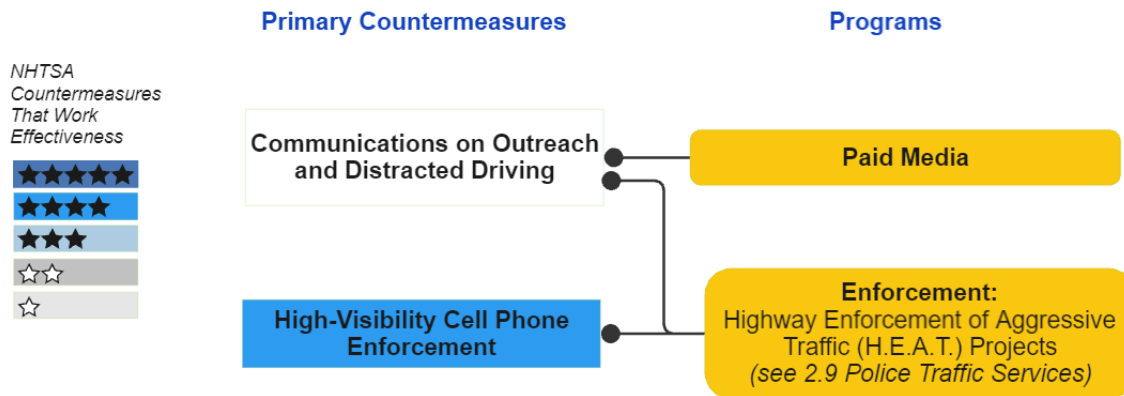 Primary Countermeasures
Programs
NHTSA
Countermeasures
That Work
Effectiveness
Communications on Outreach
and Distracted Driving
Paid Media
High-Visibility Cell Phone
Enforcement
Enforcement:
Highway Enforcement of Aggressive
Traffic (H.E.A.T.) Projects
(see 2.9 Police Traffic Services)